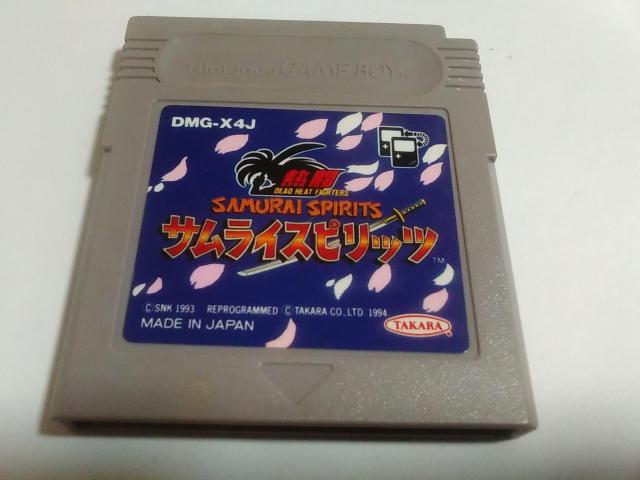 Nintendo GAME BOY TM
DMG-X4J
熱闘
DEAD HEAT FIGHTERS
SAMURAI SPIRITS
サムライスピリッツ TM
© SNK 1993 REPROGRAMMED © TAKARA CO., LTD. 1994
MADE IN JAPAN
TAKARA